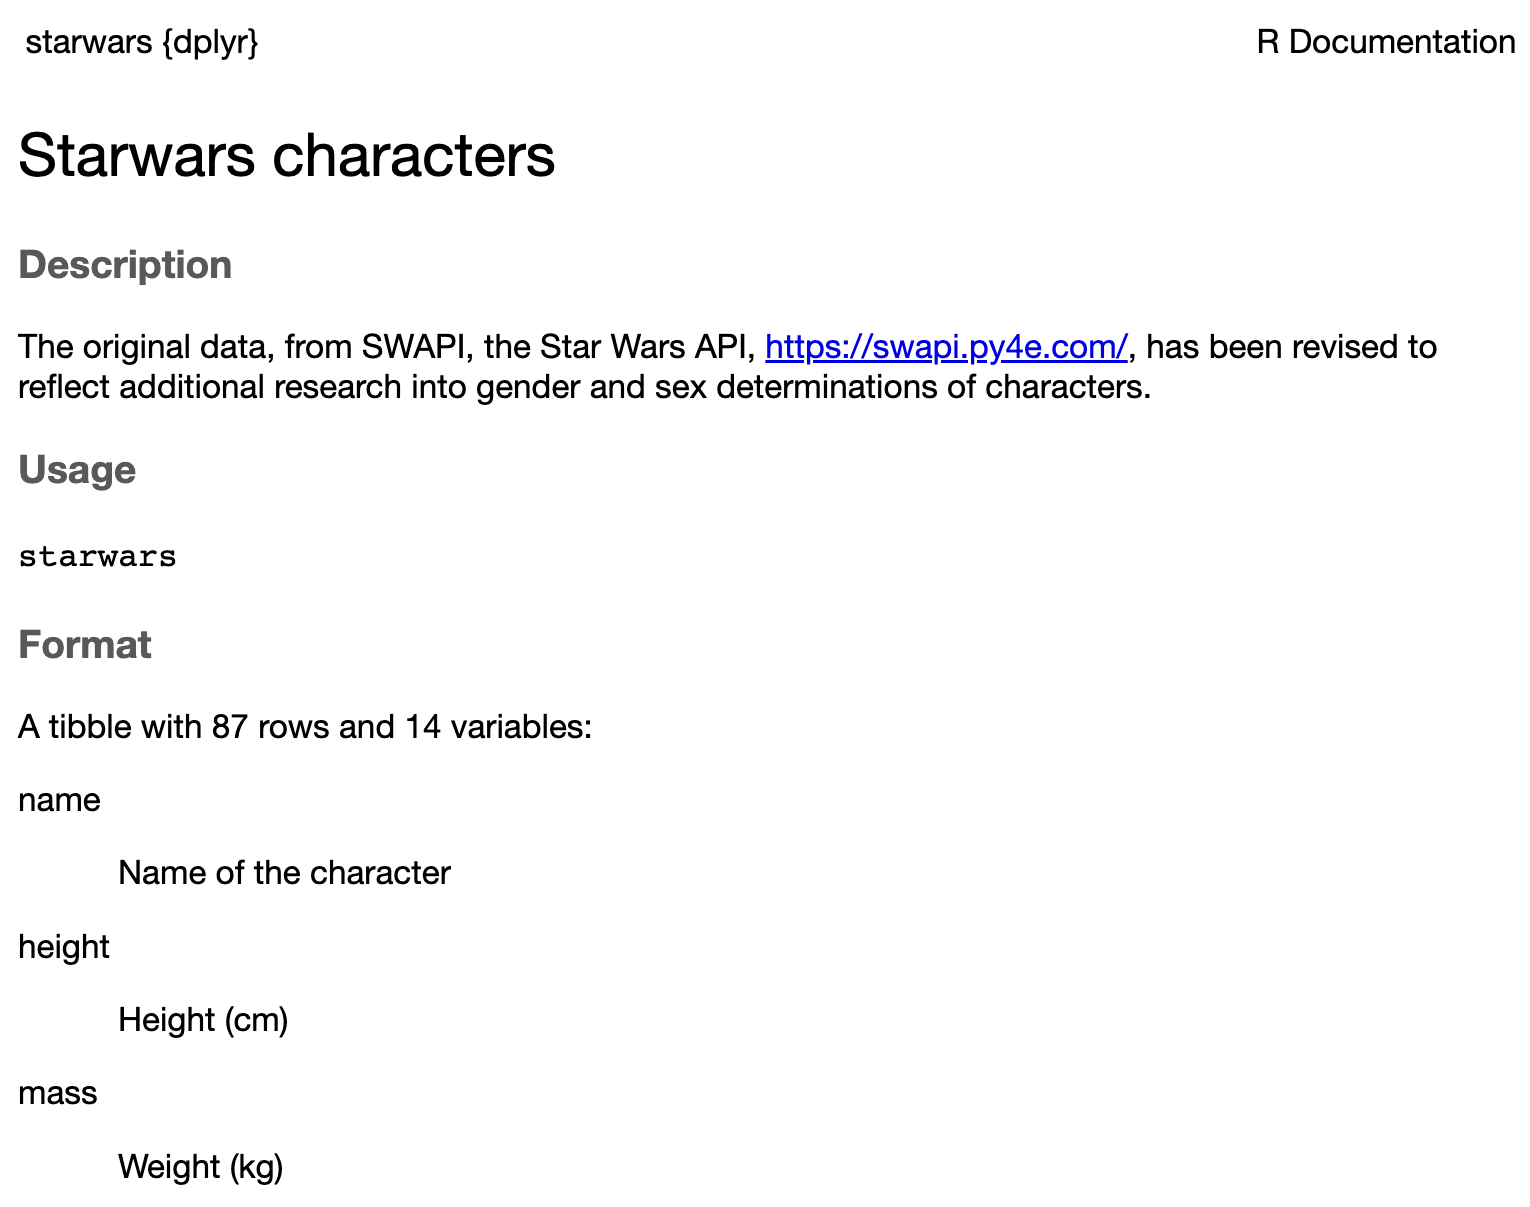 starwars {dplyr}
R Documentation
Starwars characters
Description
The original data, from SWAPI, the Star Wars API, https://swapi.py4e.com/, has been revised to
reflect additional research into gender and sex determinations of characters.
Usage
starwars
Format
A tibble with 87 rows and 14 variables:
name
Name of the character
height
Height (cm)
mass
Weight (kg)